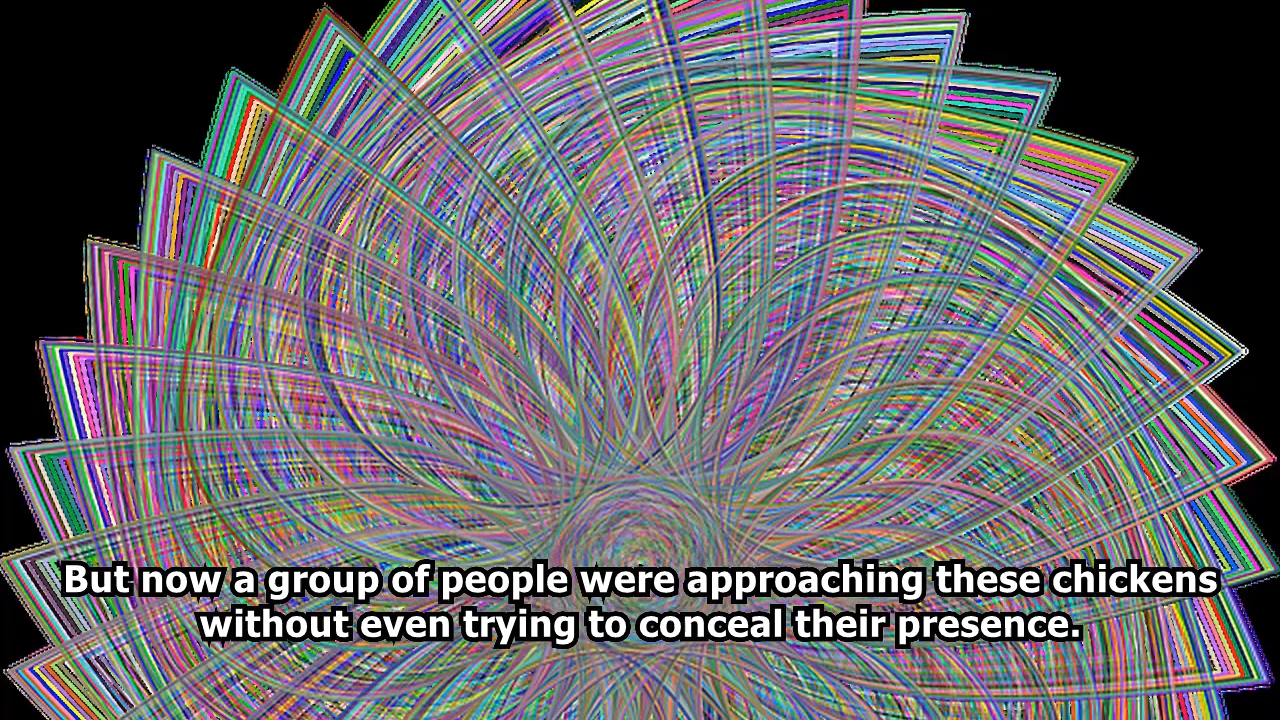 But now a group of people were approaching these chickens
without even trying to conceal their presence.